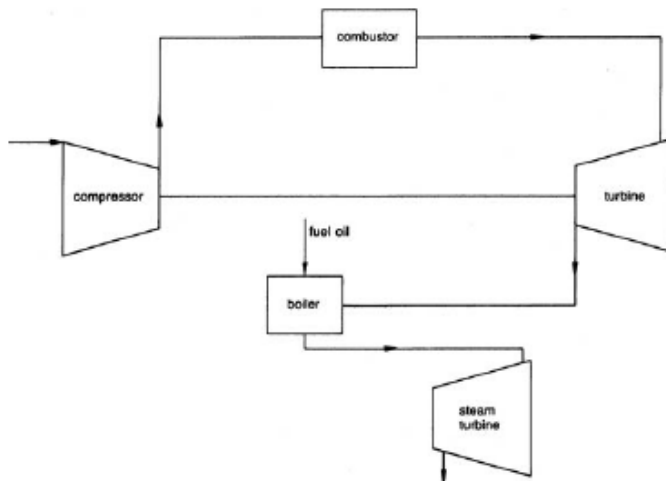 combustor
compressor
turbine
fuel oil
boiler
steam
turbine